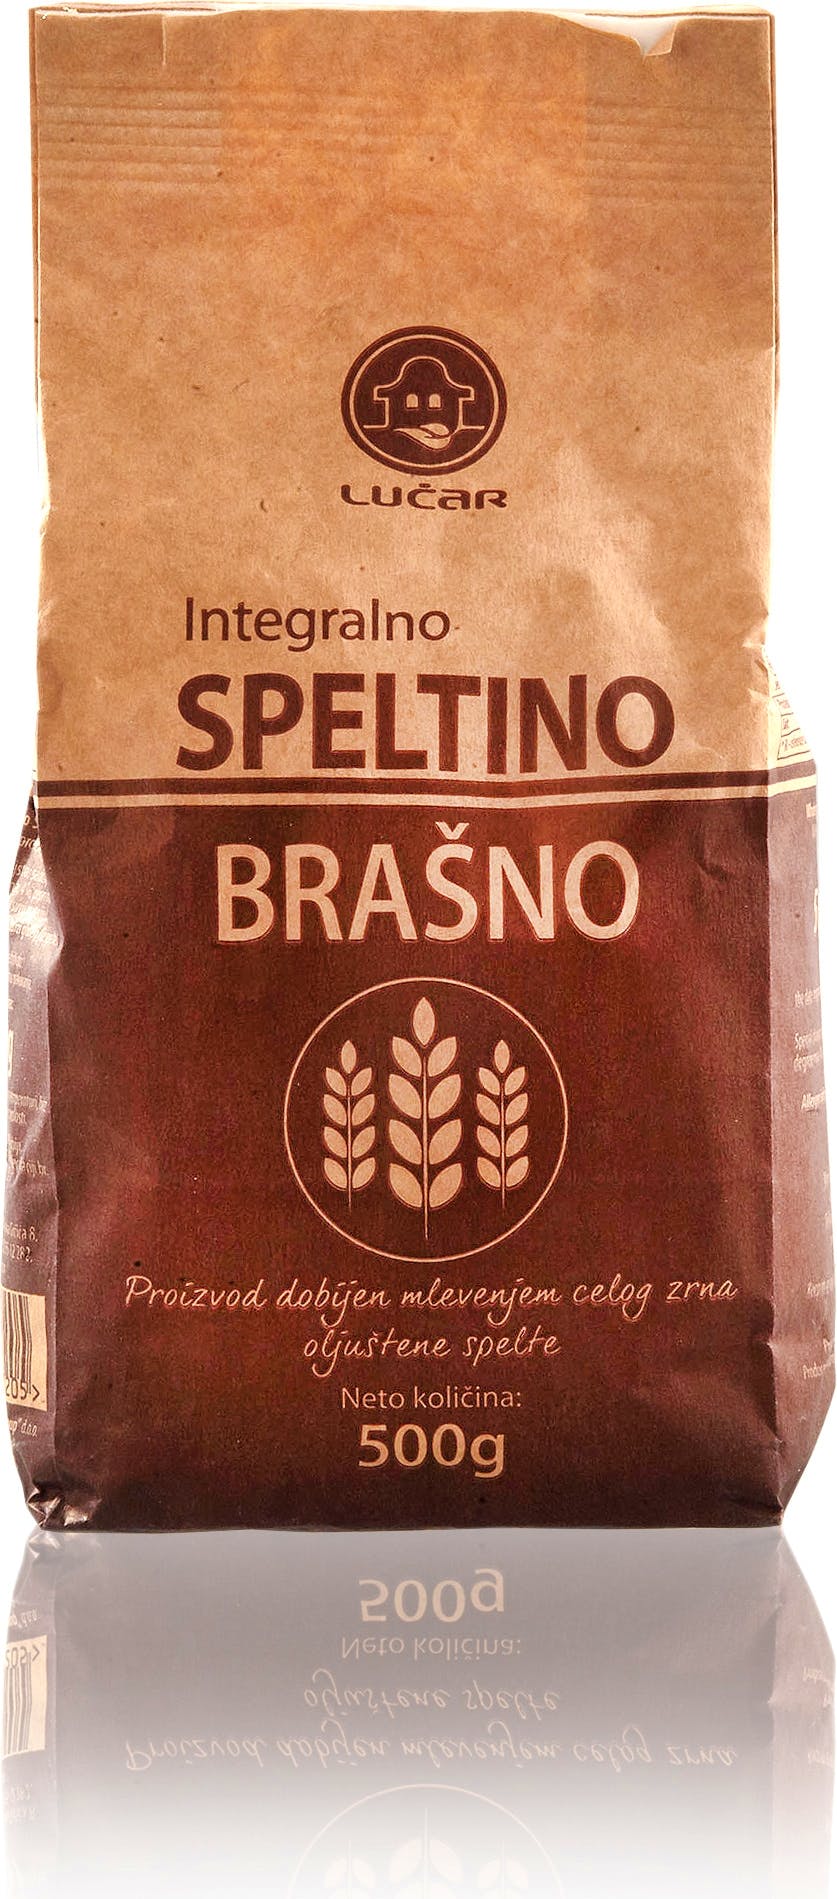 LUČAR
Integralno
SPELTINO
BRAŠNO
Proizvod dobijen mlevenjem celog zrna
oljuštene spelte
Neto količina:
500g